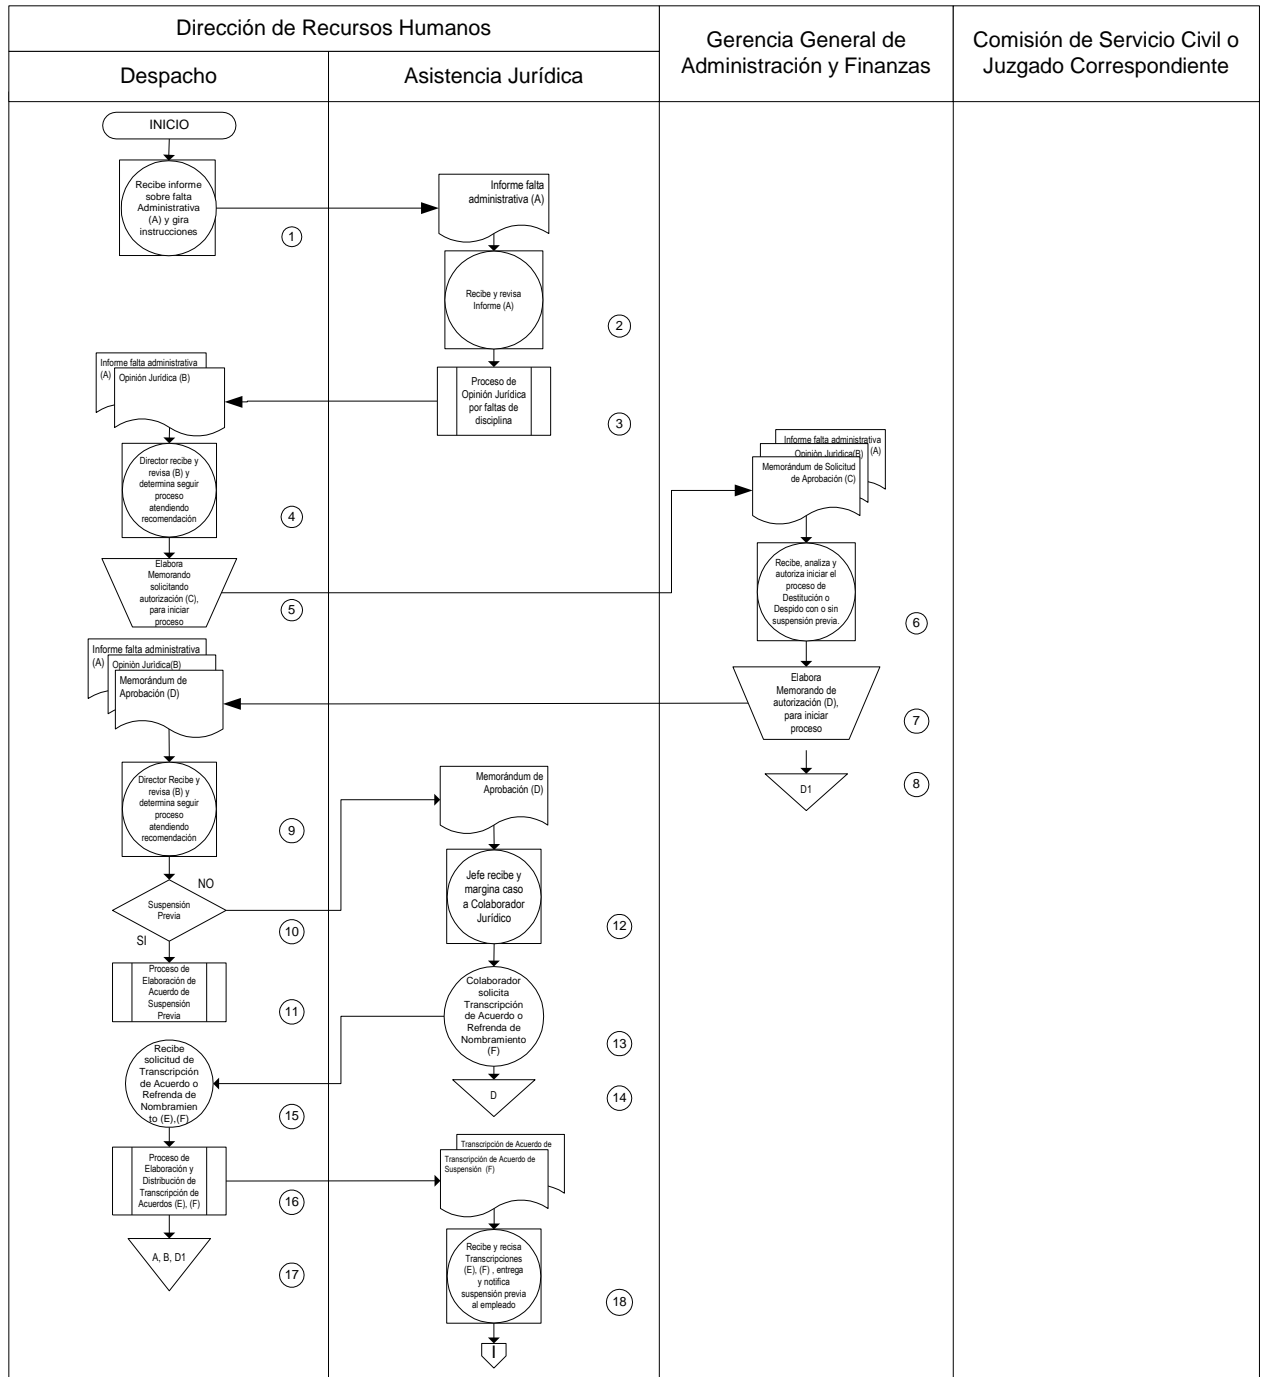 Dirección de Recursos Humanos
Gerencia General de
Administración y Finanzas
Comisión de Servicio Civil o
Juzgado Correspondiente
Despacho
Asistencia Jurídica
INICIO
Recibe informe
sobre falta
Administrativa
(A) y gira
instrucciones
1
Informe falta
administrativa (A)
Recibe y revisa
Informe (A)
2
Proceso de
Opinión Jurídica
por faltas de
disciplina
3
Informe falta administrativa
(A)
Opinión Jurídica (B)
Director recibe y
revisa (B) y
determina seguir
proceso
atendiendo
recomendación
4
Elabora
Memorando
solicitando
autorización (C),
para iniciar
proceso
5
Informe falta administrativa
(A)
Opinión Jurídica(B)
Memorándum de Solicitud
de Aprobación (C)
Recibe, analiza y
autoriza iniciar el
proceso de
Destitución o
Despido con o sin
suspensión previa.
6
Elabora
Memorando de
autorización (D),
para iniciar
proceso
7
D1
8
Informe falta administrativa
(A)
Opinión Jurídica(B)
Memorándum de
Aprobación (D)
Director Recibe y
revisa (B) y
determina seguir
proceso
atendiendo
recomendación
9
Suspensión
Previa
NO
SI
10
Proceso de
Elaboración de
Acuerdo de
Suspensión
Previa
11
Memorándum de
Aprobación (D)
Jefe recibe y
margina caso
a Colaborador
Jurídico
12
Colaborador
solicita
Transcripción
de Acuerdo o
Refrenda de
Nombramiento
(F)
13
D
14
Recibe
solicitud de
Transcripción
de Acuerdo o
Refrenda de
Nombramien
to (E),(F)
15
Proceso de
Elaboración y
Distribución de
Transcripción de
Acuerdos (E), (F)
16
A, B, D1
17
Transcripción de Acuerdo de
Transcripción de Acuerdo de
Suspensión (F)
Recibe y recisa
Transcripciones
(E), (F) , entrega
y notifica
suspensión previa
al empleado
18
I